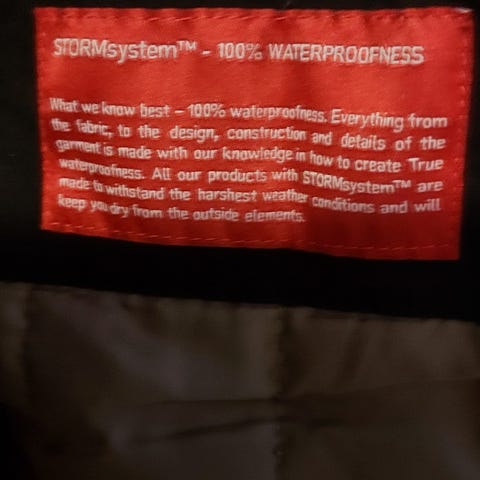 STORMsystem™ - 100% WATERPROOFNESS
What we know best – 100% waterproofness. Everything from
the fabric, to the design, construction and details of the
garment is made with our knowledge in how to create True
waterproofness. All our products with STORMsystem™ are
made to withstand the harshest weather conditions and will
keep you dry from the outside elements.